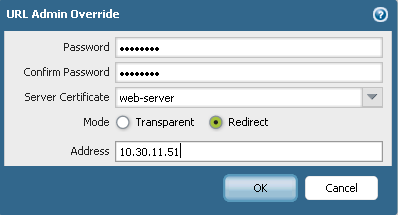 URL Admin Override
Password ••••••••
Confirm Password ••••••••
Server Certificate web-server
Mode Transparent Redirect
Address 10.30.11.51
OK Cancel